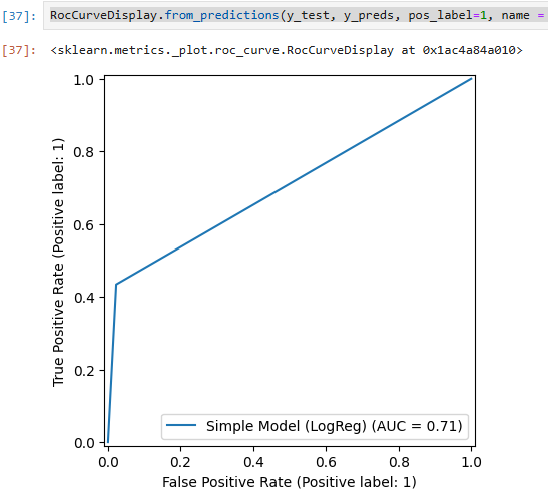 [37]: RocCurveDisplay.from_predictions(y_test, y_preds, pos_label=1, name =
[37]: <sklearn.metrics._plot.roc_curve.RocCurveDisplay at 0x1ac4a84a010>
1.0
0.8
0.6
0.4
0.2
0.0
True Positive Rate (Positive label: 1)
Simple Model (LogReg) (AUC = 0.71)
0.0 0.2 0.4 0.6 0.8 1.0
False Positive Rate (Positive label: 1)